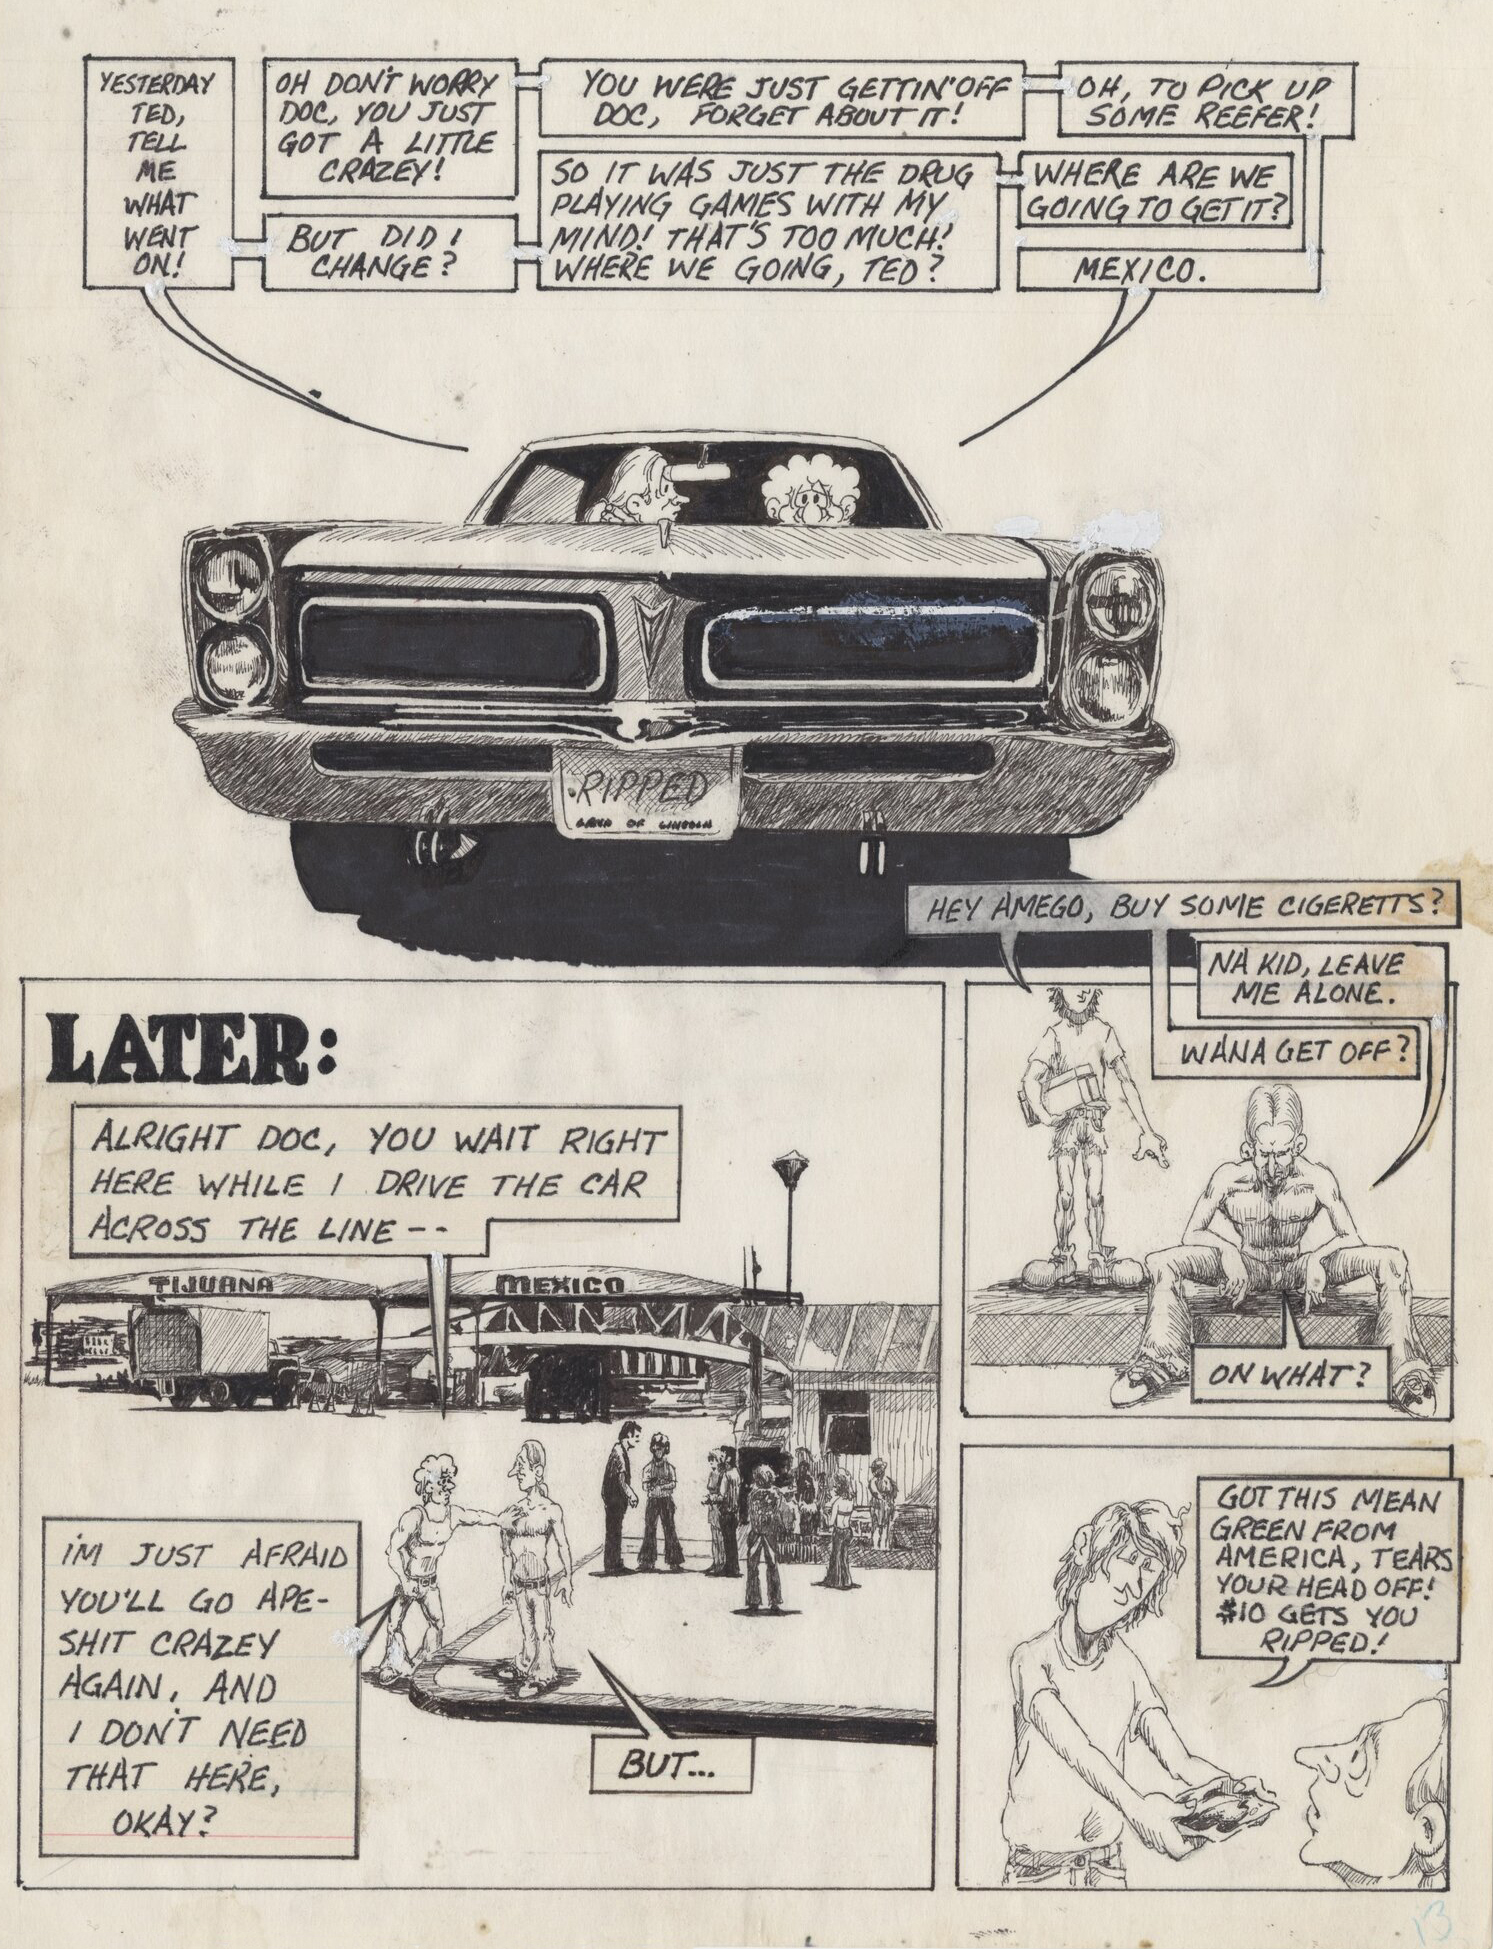 YESTERDAY
TED,
TELL
ME
WHAT
WENT
ON!
OH DON'T WORRY
DOC, YOU JUST
GOT A LITTLE
CRAZEY!
BUT DID I
CHANGE?
YOU WERE JUST GETTIN' OFF
DOC, FORGET ABOUT IT!
SO IT WAS JUST THE DRUG
PLAYING GAMES WITH MY
MIND! THAT'S TOO MUCH!
WHERE WE GOING, TED?
OH, TO PICK UP
SOME REEFER!
WHERE ARE WE
GOING TO GET IT?
MEXICO.
RIPPED
LAND OF LINCOLN
LATER:
ALRIGHT DOC, YOU WAIT RIGHT
HERE WHILE I DRIVE THE CAR
ACROSS THE LINE --
TIJUANA
MEXICO
I'M JUST AFRAID
YOU'LL GO APE-
SHIT CRAZEY
AGAIN, AND
I DON'T NEED
THAT HERE,
OKAY?
BUT...
HEY AMEGO, BUY SOME CIGERETTS?
NA KID, LEAVE
ME ALONE.
WANA GET OFF?
ON WHAT?
GOT THIS MEAN
GREEN FROM
AMERICA, TEARS
YOUR HEAD OFF!
$10 GETS YOU
RIPPED!
13